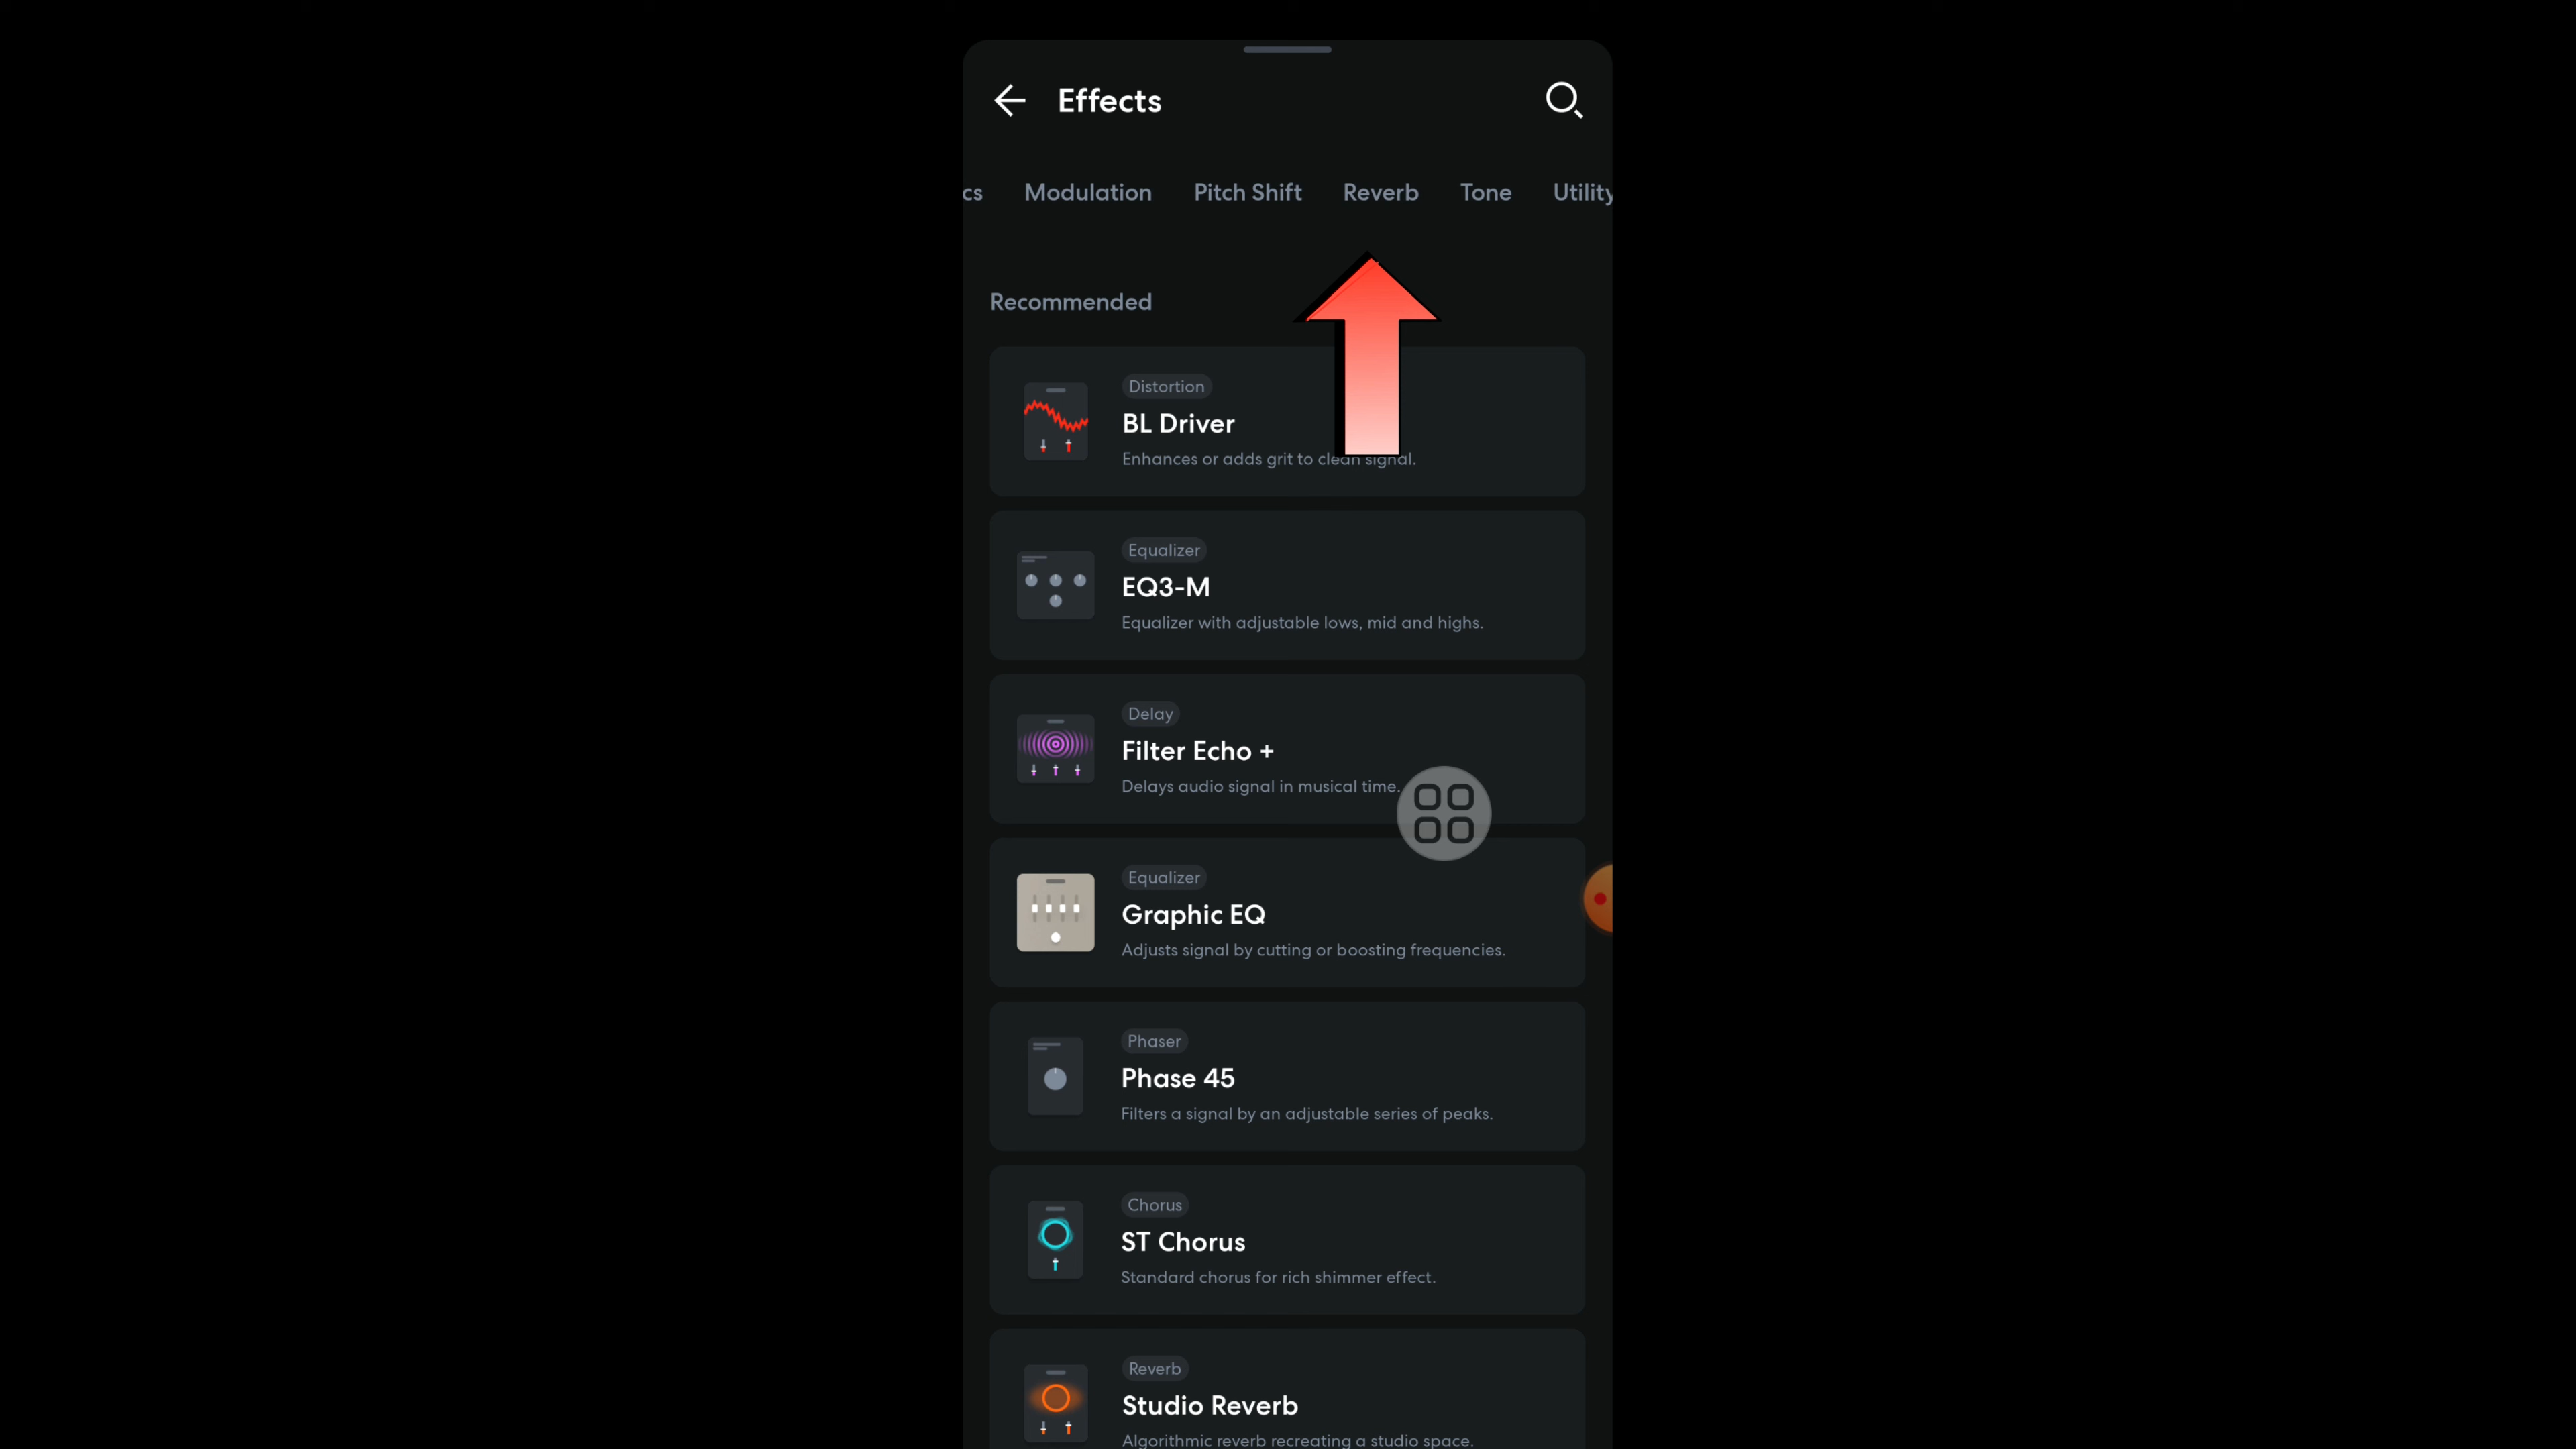 Effects
cs Modulation Pitch Shift Reverb Tone Utility
Recommended
Distortion
BL Driver
Enhances or adds grit to clean signal.
Equalizer
EQ3-M
Equalizer with adjustable lows, mid and highs.
Delay
Filter Echo +
Delays audio signal in musical time.
Equalizer
Graphic EQ
Adjusts signal by cutting or boosting frequencies.
Phaser
Phase 45
Filters a signal by an adjustable series of peaks.
Chorus
ST Chorus
Standard chorus for rich shimmer effect.
Reverb
Studio Reverb
Algorithmic reverb recreating a studio space.